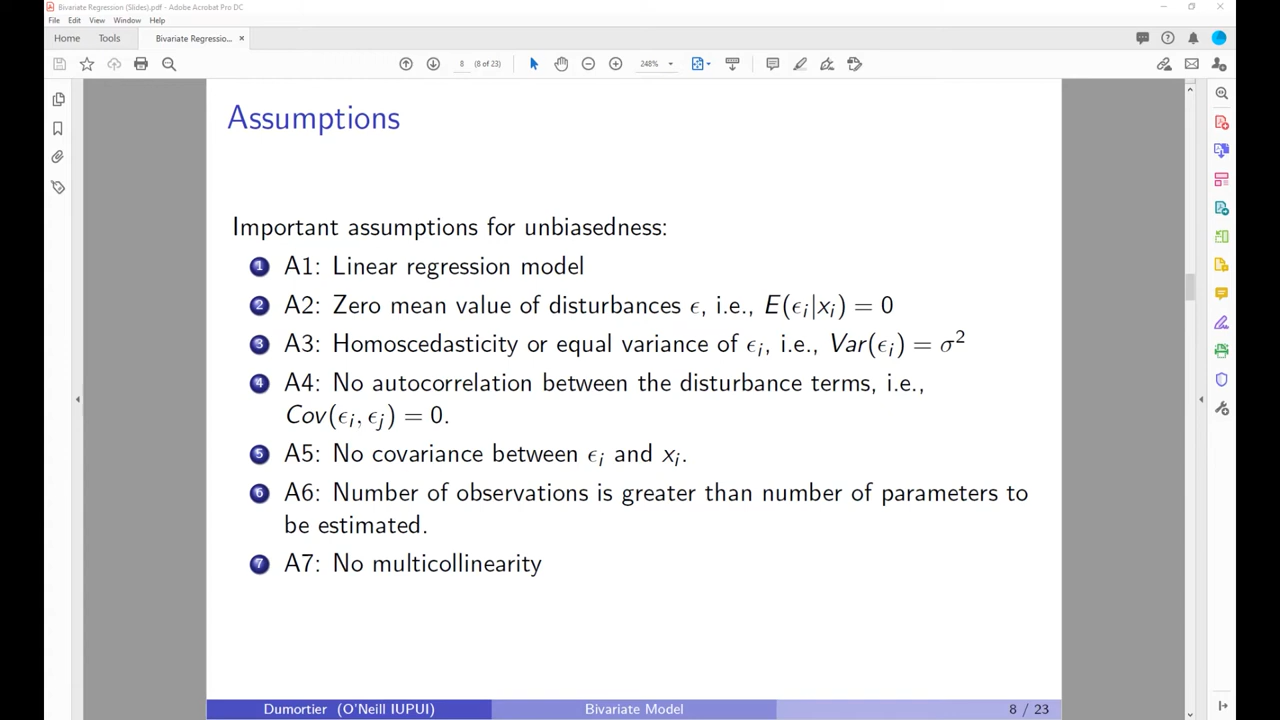 Bivariate Regression (Slides).pdf - Adobe Acrobat Pro DC
File Edit View Window Help
Home Tools Bivariate Regressio... ×
8 (8 of 23) 248%
Assumptions
Important assumptions for unbiasedness:
1 A1: Linear regression model
2 A2: Zero mean value of disturbances ϵ, i.e., E(ϵᵢ|xᵢ) = 0
3 A3: Homoscedasticity or equal variance of ϵᵢ, i.e., Var(ϵᵢ) = σ²
4 A4: No autocorrelation between the disturbance terms, i.e.,
Cov(ϵᵢ, ϵⱼ) = 0.
5 A5: No covariance between ϵᵢ and xᵢ.
6 A6: Number of observations is greater than number of parameters to
be estimated.
7 A7: No multicollinearity
Dumortier (O'Neill IUPUI) Bivariate Model 8 / 23